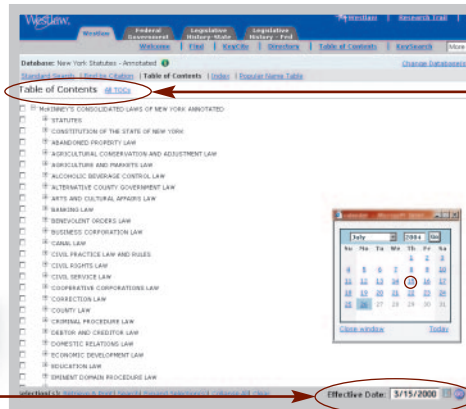 Westlaw.
Westlaw
Federal Government
Legislative History-State
Legislative History - Fed
Westlaw | Research Trail |
Welcome | Find | KeyCite | Directory | Table of Contents | KeySearch | More
Database: New York Statutes - Annotated
Change Database(s)
Standard Search | Find by Citation | Table of Contents | Index | Popular Name Table
Table of Contents All TOCs
McKINNEY'S CONSOLIDATED LAWS OF NEW YORK ANNOTATED
STATUTES
CONSTITUTION OF THE STATE OF NEW YORK
ABANDONED PROPERTY LAW
AGRICULTURAL CONSERVATION AND ADJUSTMENT LAW
AGRICULTURE AND MARKETS LAW
ALCOHOLIC BEVERAGE CONTROL LAW
ALTERNATIVE COUNTY GOVERNMENT LAW
ARTS AND CULTURAL AFFAIRS LAW
BANKING LAW
BENEVOLENT ORDERS LAW
BUSINESS CORPORATION LAW
CANAL LAW
CIVIL PRACTICE LAW AND RULES
CIVIL RIGHTS LAW
CIVIL SERVICE LAW
COOPERATIVE CORPORATIONS LAW
CORRECTION LAW
COUNTY LAW
CRIMINAL PROCEDURE LAW
DEBTOR AND CREDITOR LAW
DOMESTIC RELATIONS LAW
ECONOMIC DEVELOPMENT LAW
EDUCATION LAW
EMINENT DOMAIN PROCEDURE LAW
July 2004 Go
Su Mo Tu We Th Fr Sa
1 2 3
4 5 6 7 8 9 10
11 12 13 14 15 16 17
18 19 20 21 22 23 24
25 26 27 28 29 30 31
Close window Today
Effective Date: 3/15/2000